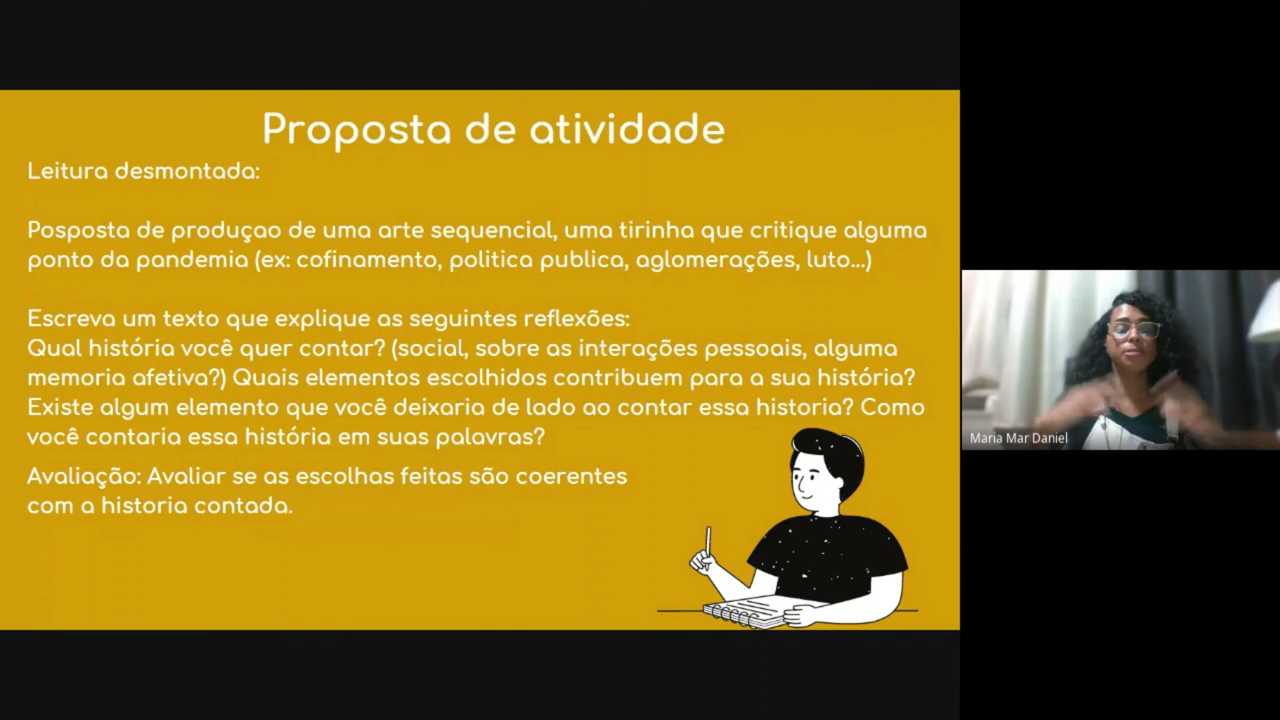 Proposta de atividade
Leitura desmontada:
Posposta de produçao de uma arte sequencial, uma tirinha que critique alguma
ponto da pandemia (ex: cofinamento, politica publica, aglomerações, luto...)
Escreva um texto que explique as seguintes reflexões:
Qual história você quer contar? (social, sobre as interações pessoais, alguma
memoria afetiva?) Quais elementos escolhidos contribuem para a sua história?
Existe algum elemento que você deixaria de lado ao contar essa historia? Como
você contaria essa história em suas palavras?
Avaliação: Avaliar se as escolhas feitas são coerentes
com a historia contada.
Maria Mar Daniel